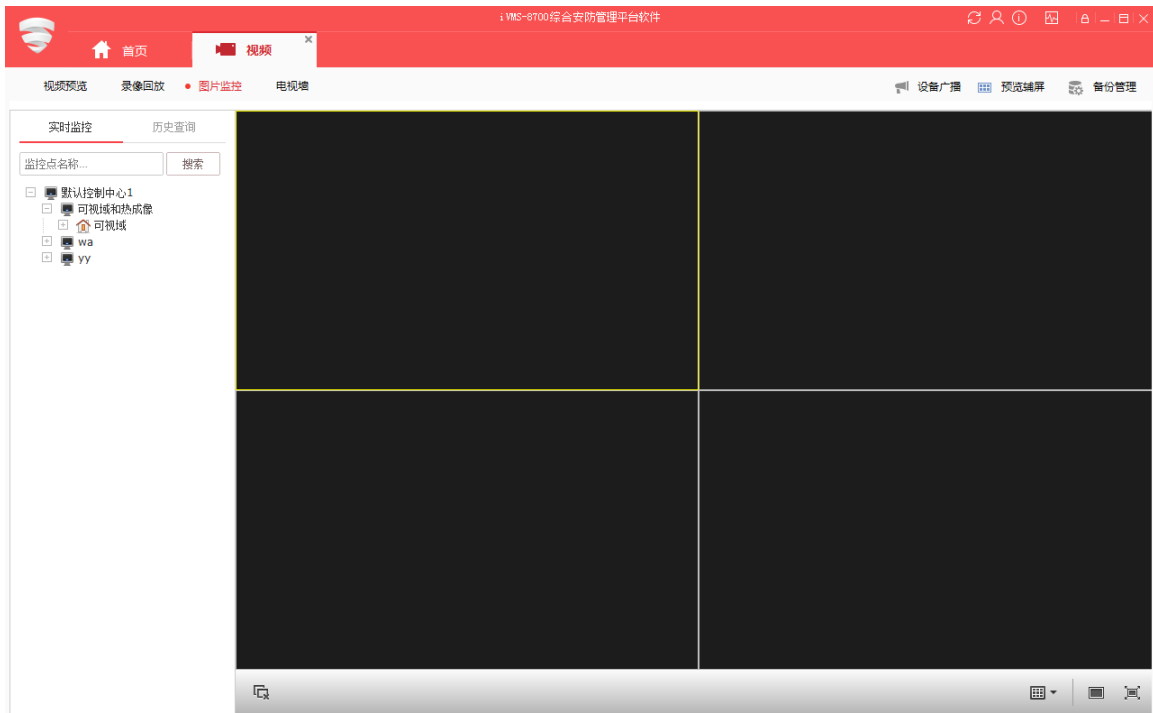 iVMS-8700综合安防管理平台软件
首页
视频
视频预览 录像回放 图片监控 电视墙 设备广播 预览辅屏 备份管理
实时监控 历史查询
监控点名称... 搜索
默认控制中心1
可视域和热成像
可视域
wa
yy